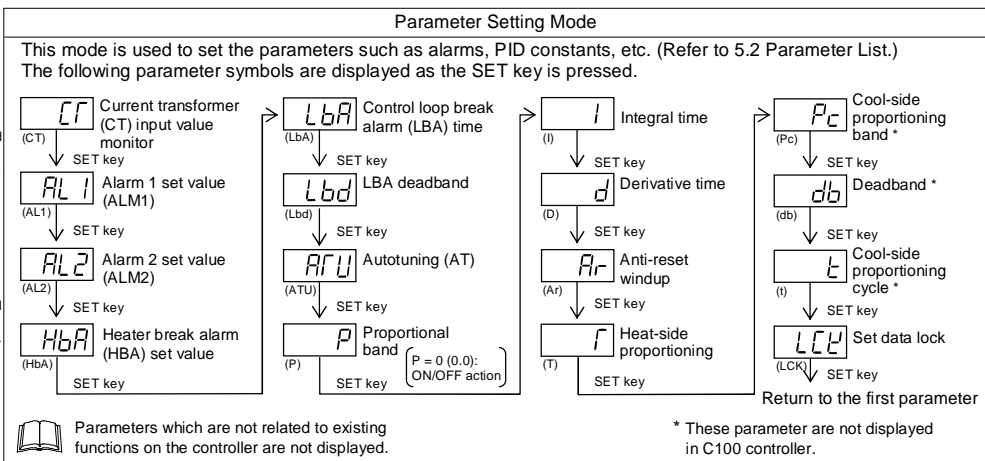 Parameter Setting Mode
This mode is used to set the parameters such as alarms, PID constants, etc. (Refer to 5.2 Parameter List.)
The following parameter symbols are displayed as the SET key is pressed.
CT
(CT)
Current transformer
(CT) input value
monitor
SET key
AL1
(AL1)
Alarm 1 set value
(ALM1)
SET key
AL2
(AL2)
Alarm 2 set value
(ALM2)
SET key
HbA
(HbA)
Heater break alarm
(HBA) set value
SET key
LbA
(LbA)
Control loop break
alarm (LBA) time
SET key
Lbd
(Lbd)
LBA deadband
SET key
ATU
(ATU)
Autotuning (AT)
SET key
P
(P)
Proportional
band
P = 0 (0.0):
ON/OFF action
SET key
I
(I)
Integral time
SET key
d
(D)
Derivative time
SET key
Ar
(Ar)
Anti-reset
windup
SET key
T
(T)
Heat-side
proportioning
SET key
Pc
(Pc)
Cool-side
proportioning
band *
SET key
db
(db)
Deadband *
SET key
t
(t)
Cool-side
proportioning
cycle *
SET key
LCK
(LCK)
Set data lock
SET key
Return to the first parameter
Parameters which are not related to existing
functions on the controller are not displayed.
* These parameter are not displayed
in C100 controller.